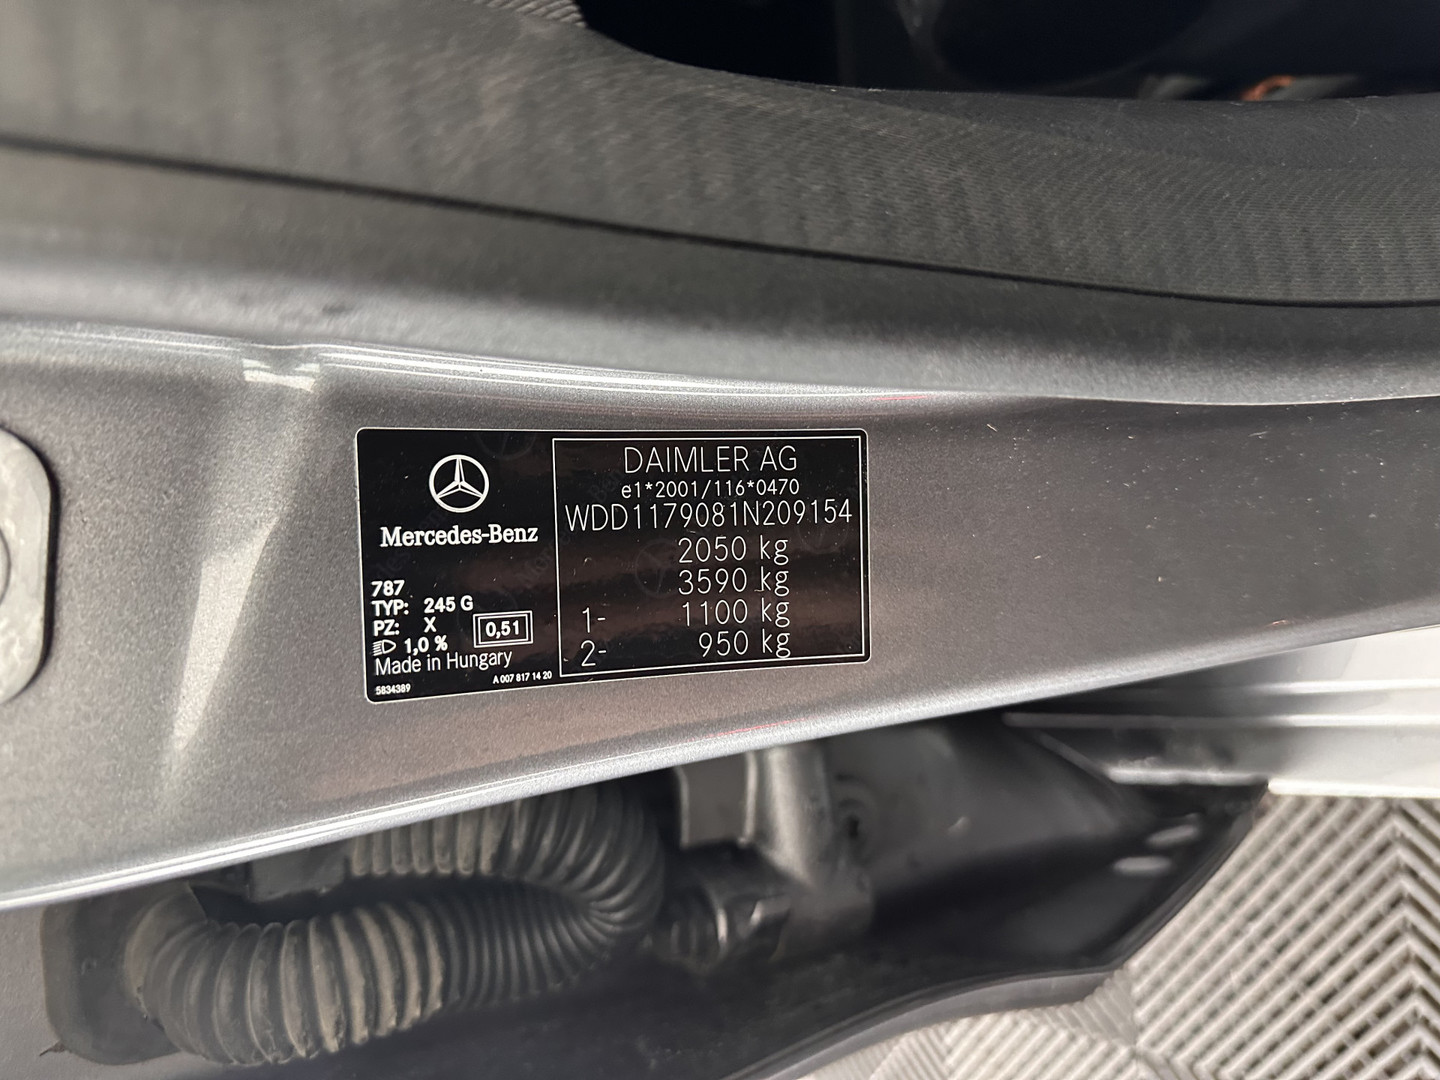 Mercedes-Benz
787
TYP: 245 G
PZ: X
0,51
1,0 %
Made in Hungary
5834389
A 007 817 14 20
DAIMLER AG
e1*2001/116*0470
WDD1179081N209154
2050 kg
3590 kg
1- 1100 kg
2- 950 kg